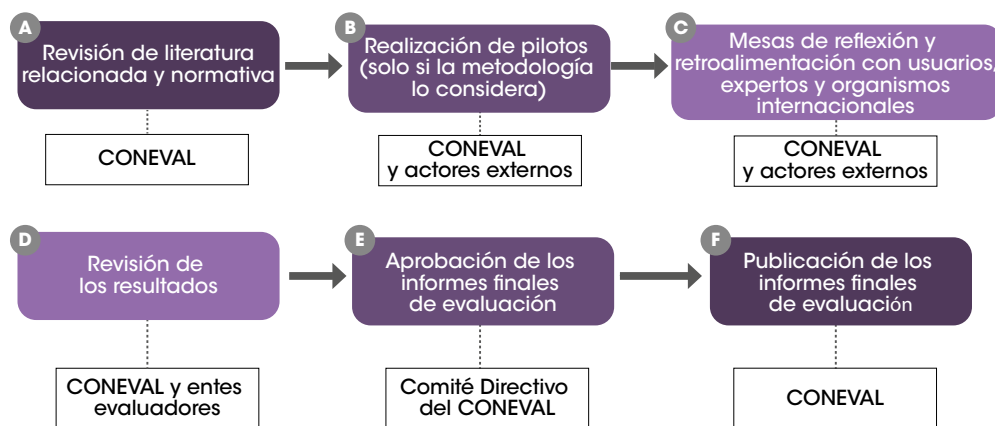 A
Revisión de literatura
relacionada y normativa
CONEVAL
B
Realización de pilotos
(solo si la metodología
lo considera)
CONEVAL
y actores externos
C
Mesas de reflexión y
retroalimentación con usuarios,
expertos y organismos
internacionales
CONEVAL
y actores externos
D
Revisión de
los resultados
CONEVAL y entes
evaluadores
E
Aprobación de los
informes finales
de evaluación
Comité Directivo
del CONEVAL
F
Publicación de los
informes finales
de evaluación
CONEVAL